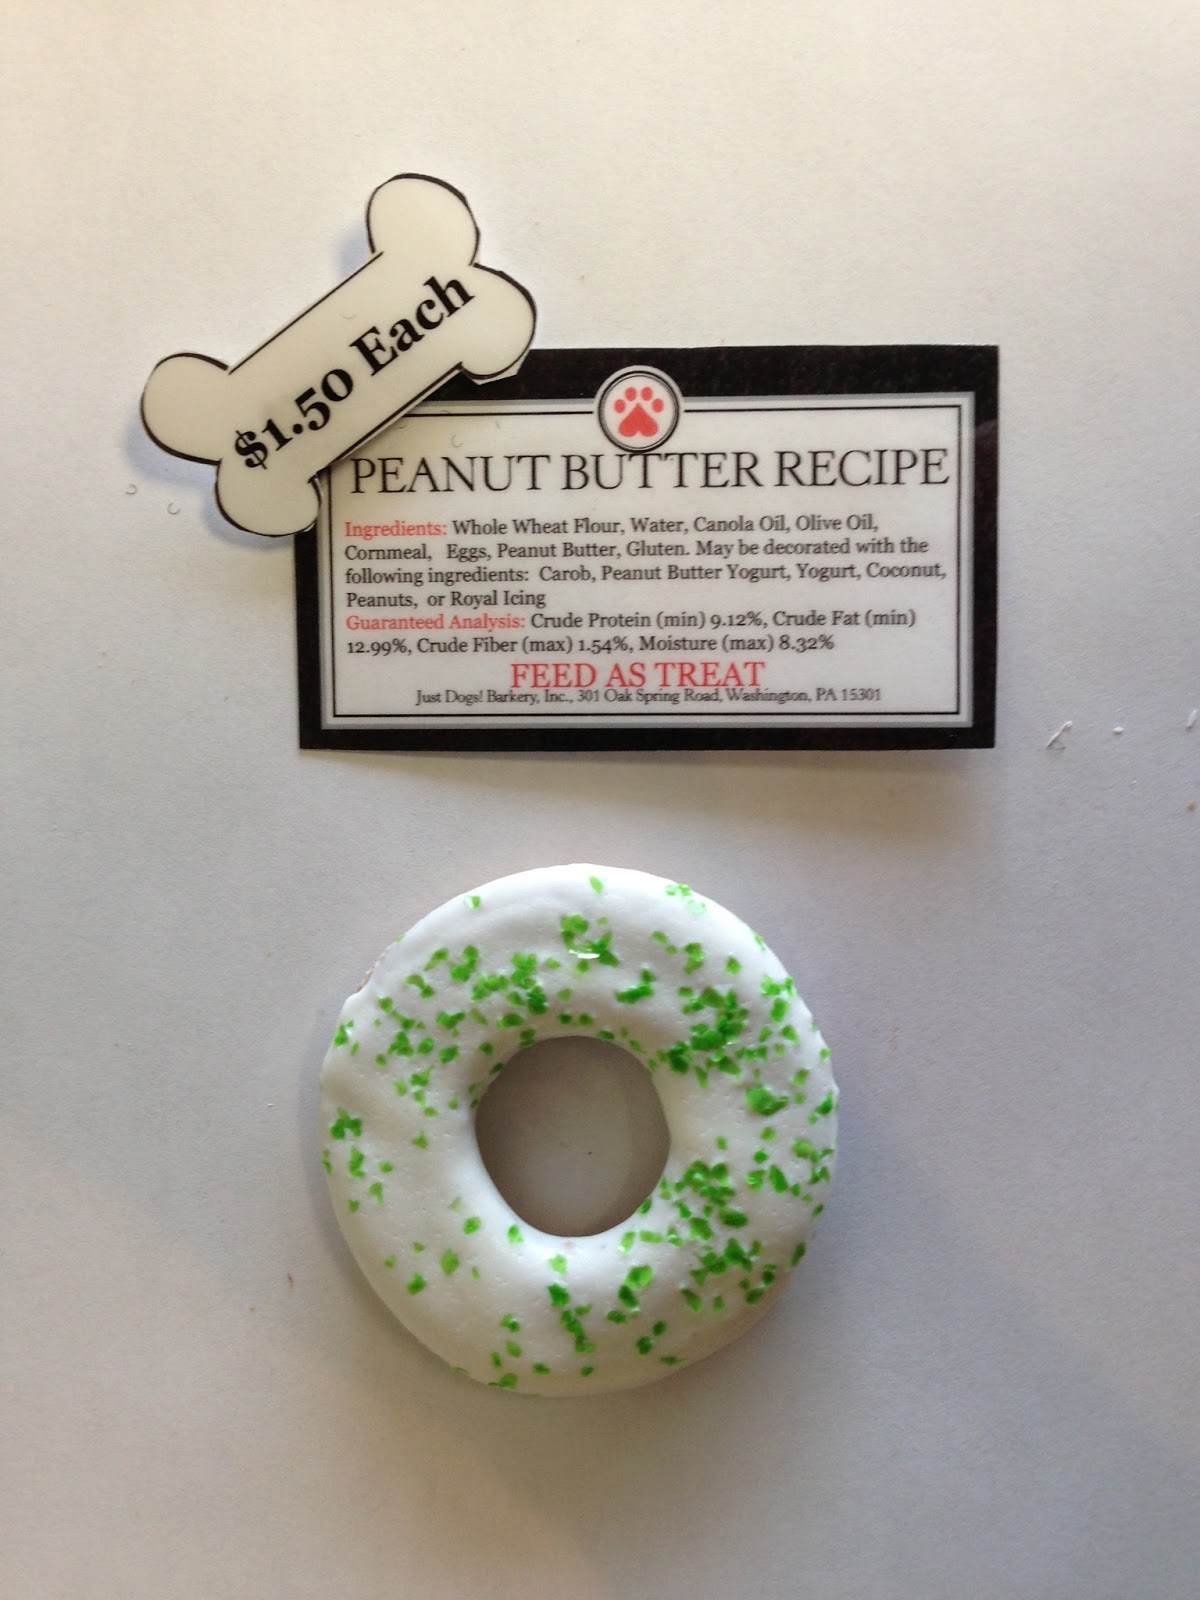 $1.50 Each
PEANUT BUTTER RECIPE
Ingredients: Whole Wheat Flour, Water, Canola Oil, Olive Oil,
Cornmeal, Eggs, Peanut Butter, Gluten. May be decorated with the
following ingredients: Carob, Peanut Butter Yogurt, Yogurt, Coconut,
Peanuts, or Royal Icing
Guaranteed Analysis: Crude Protein (min) 9.12%, Crude Fat (min)
12.99%, Crude Fiber (max) 1.54%, Moisture (max) 8.32%
FEED AS TREAT
Just Dogs! Barkery, Inc., 301 Oak Spring Road, Washington, PA 15301